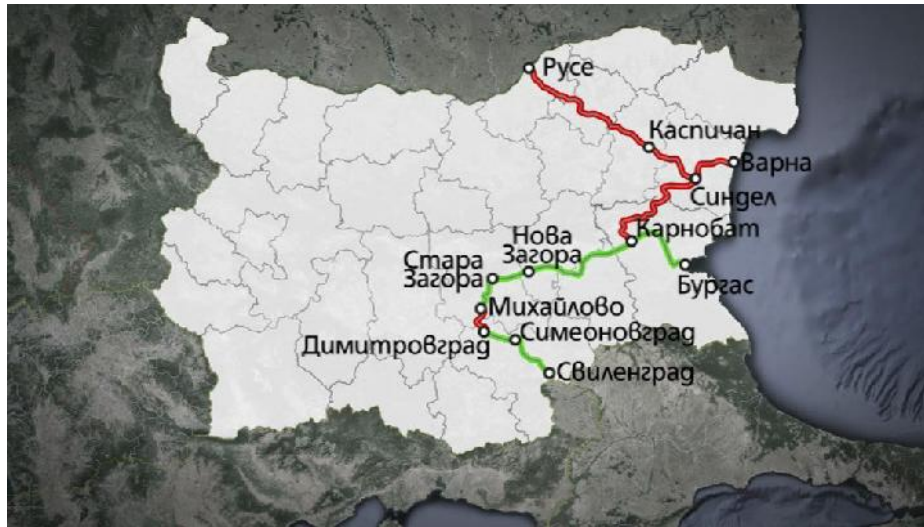 Русе
Каспичан
Варна
Синдел
Карнобат
Нова
Загора
Стара
Загора
Бургас
Михайлово
Симеоновград
Димитровград
Свиленград